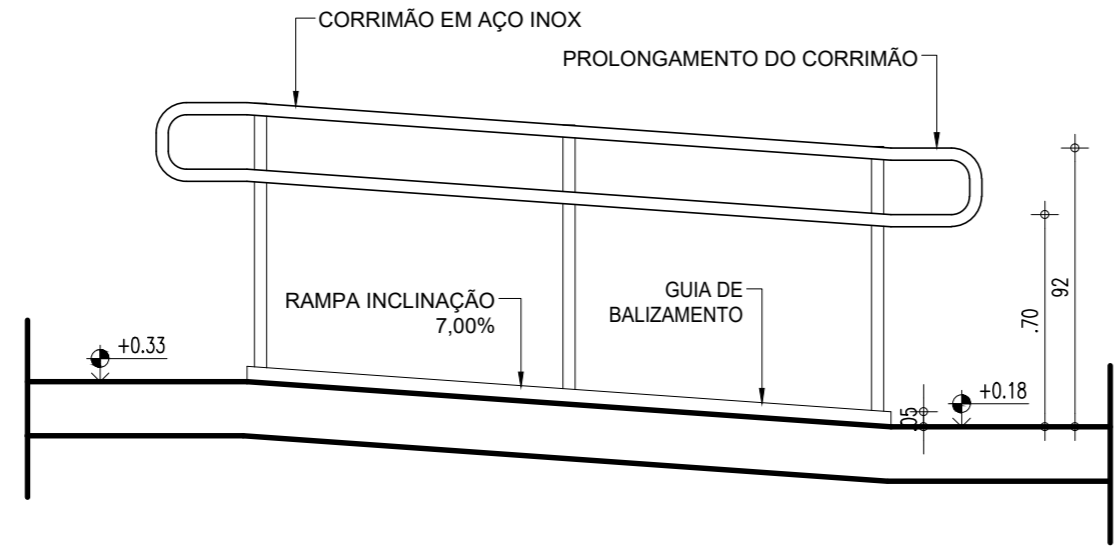 CORRIMÃO EM AÇO INOX
PROLONGAMENTO DO CORRIMÃO
RAMPA INCLINAÇÃO
7,00%
GUIA DE
BALIZAMENTO
+0.33
+0.18
.05
.70
92